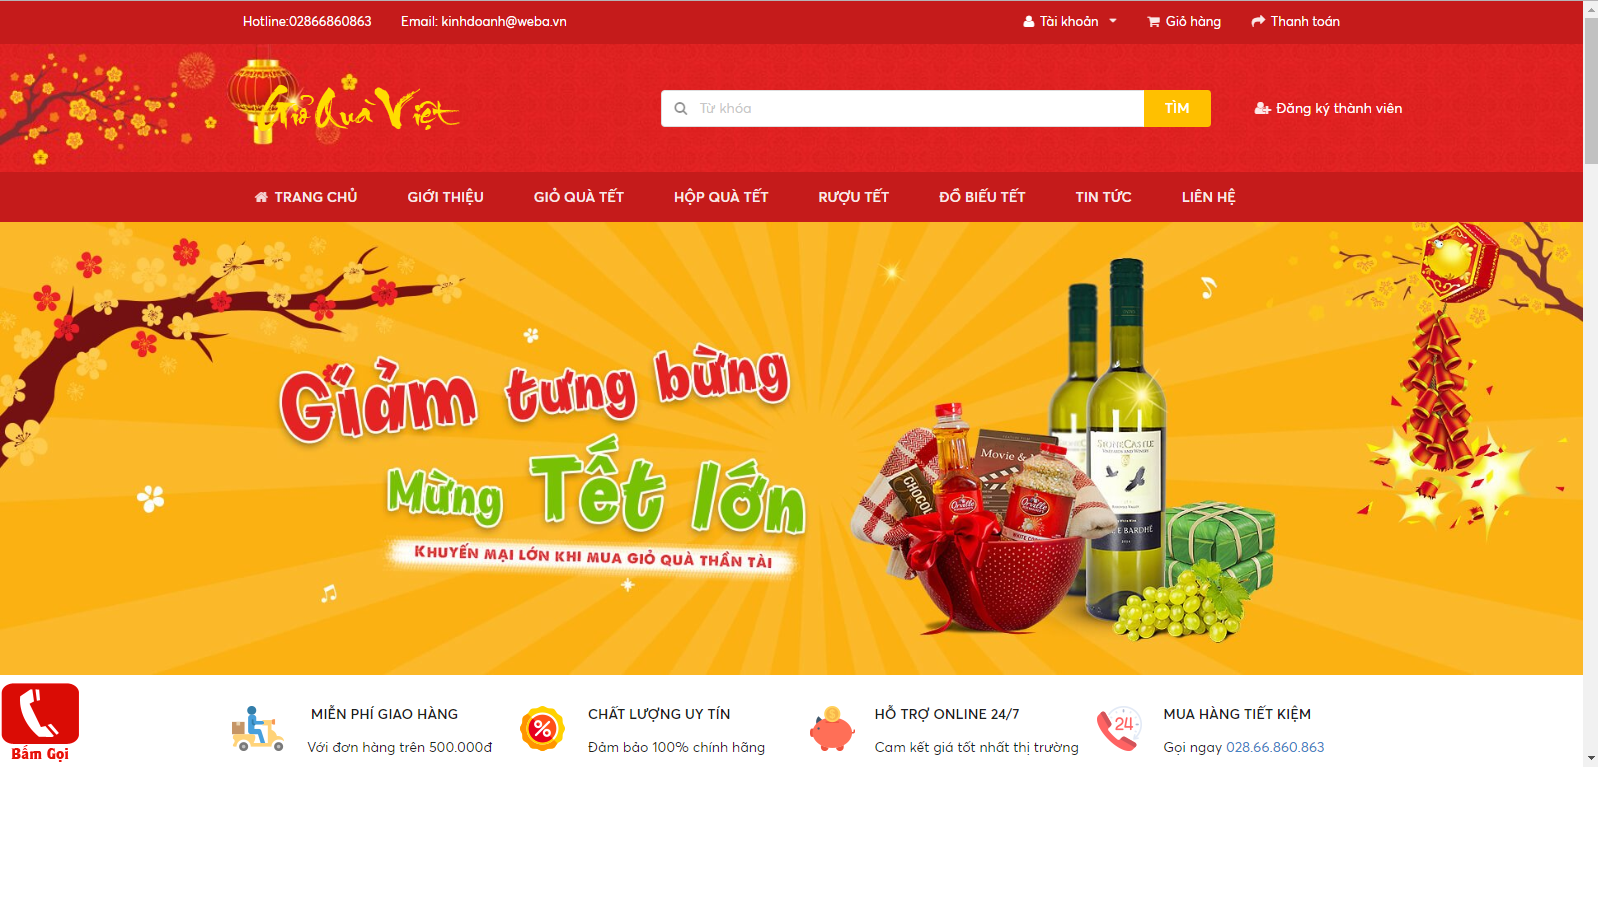 Hotline:02866860863 Email: kinhdoanh@weba.vn Tài khoản Giỏ hàng Thanh toán
Giỏ Quà Việt
Từ khóa TÌM Đăng ký thành viên
TRANG CHỦ GIỚI THIỆU GIỎ QUÀ TẾT HỘP QUÀ TẾT RƯỢU TẾT ĐỒ BIẾU TẾT TIN TỨC LIÊN HỆ
Giảm tưng bừng
Mừng Tết lớn
KHUYẾN MẠI LỚN KHI MUA GIỎ QUÀ THẦN TÀI
Movie &
CHOCOL
Orville
Orville
STONECASTLE
E BARDHË
MIỄN PHÍ GIAO HÀNG
Với đơn hàng trên 500.000đ
CHẤT LƯỢNG UY TÍN
Đảm bảo 100% chính hãng
HỖ TRỢ ONLINE 24/7
Cam kết giá tốt nhất thị trường
24
MUA HÀNG TIẾT KIỆM
Gọi ngay 028.66.860.863
Bấm Gọi